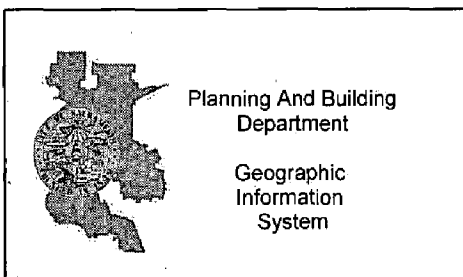 Planning And Building
Department
Geographic
Information
System